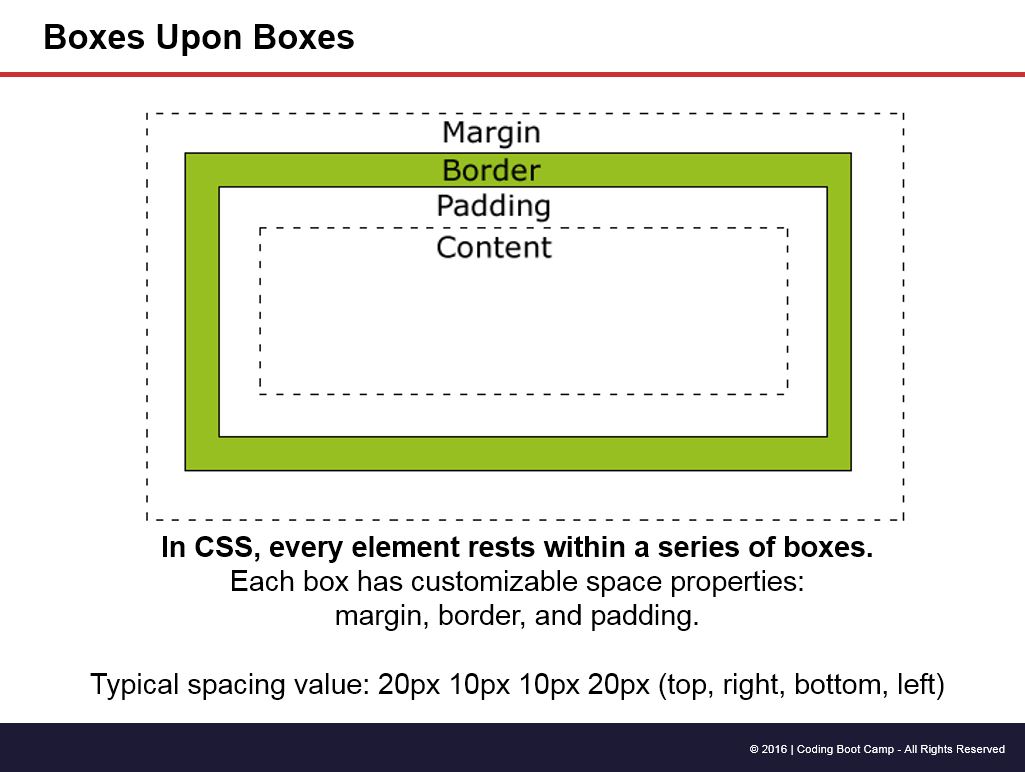 Boxes Upon Boxes
Margin
Border
Padding
Content
In CSS, every element rests within a series of boxes.
Each box has customizable space properties:
margin, border, and padding.
Typical spacing value: 20px 10px 10px 20px (top, right, bottom, left)
© 2016 | Coding Boot Camp - All Rights Reserved